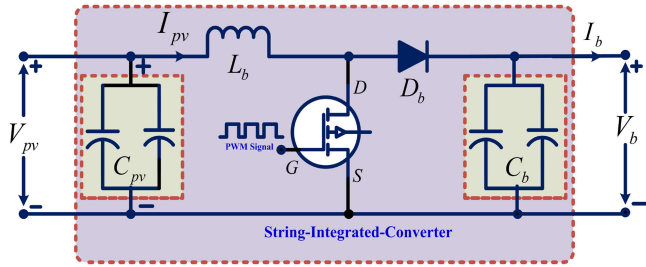 I_pv
I_b
+
+
+
+
L_b
D_b
D
V_pv
PWM Signal
V_b
C_pv
G
C_b
S
−
−
−
String-Integrated-Converter